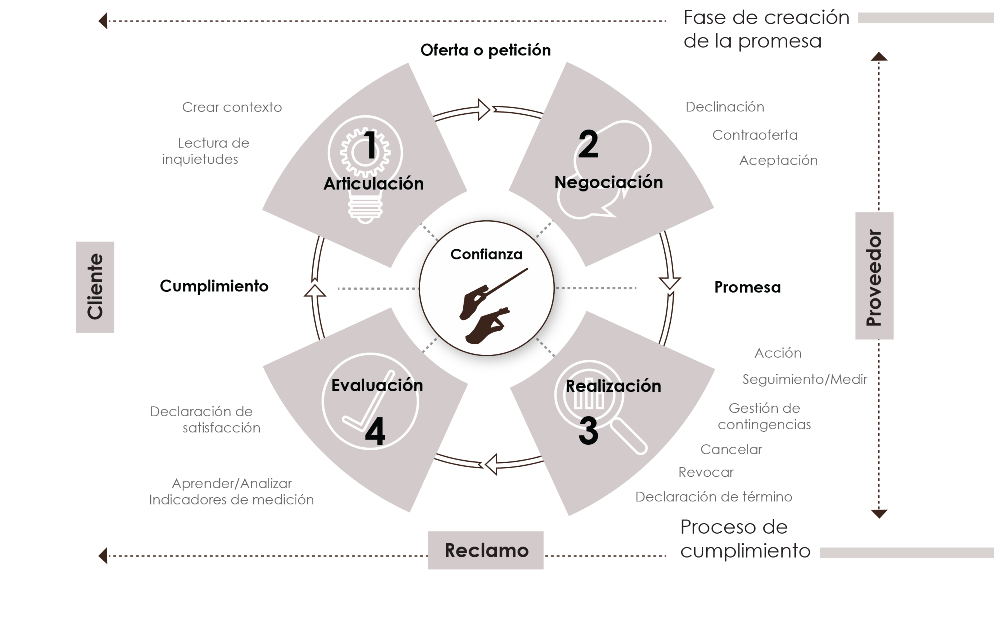 Fase de creación
de la promesa
Oferta o petición
Crear contexto
Lectura de
inquietudes
1
Articulación
2
Negociación
Declinación
Contraoferta
Aceptación
Confianza
Cliente
Cumplimiento
Promesa
Proveedor
Evaluación
4
Realización
3
Acción
Seguimiento/Medir
Gestión de
contingencias
Cancelar
Revocar
Declaración de término
Declaración de
satisfacción
Aprender/Analizar
Indicadores de medición
Reclamo
Proceso de
cumplimiento